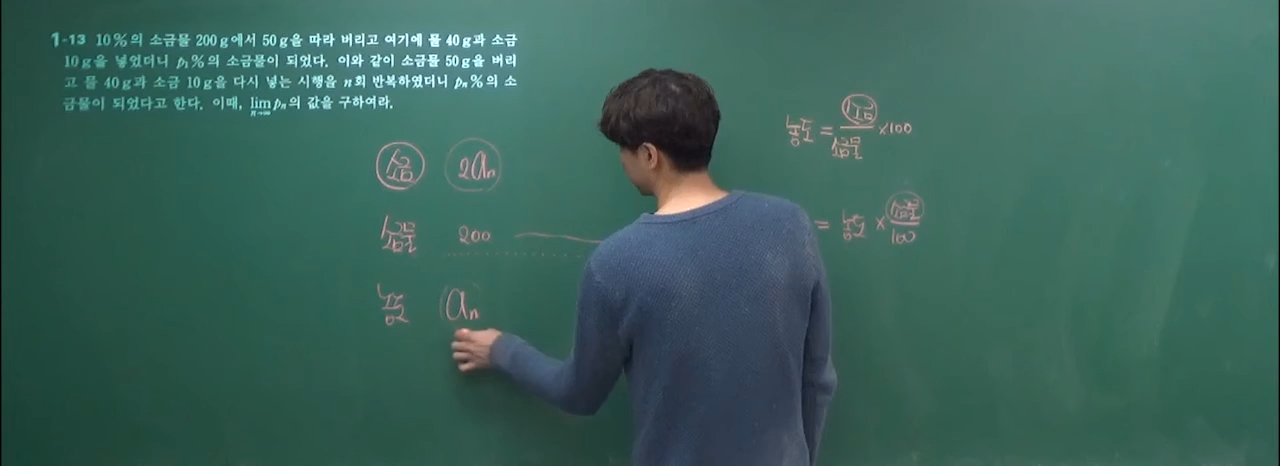 1-13 10%의 소금물 200g에서 50g을 따라 버리고 여기에 물 40g과 소금
10g을 넣었더니 p₁%의 소금물이 되었다. 이와 같이 소금물 50g을 버리
고 물 40g과 소금 10g을 다시 넣는 시행을 n회 반복하였더니 pₙ%의 소
금물이 되었다고 한다. 이때, lim n→∞ pₙ의 값을 구하여라.
소금 2aₙ
소금물 200
농도 aₙ
농도 = 소금/소금물 ×100
= 농도 × 소금물/100